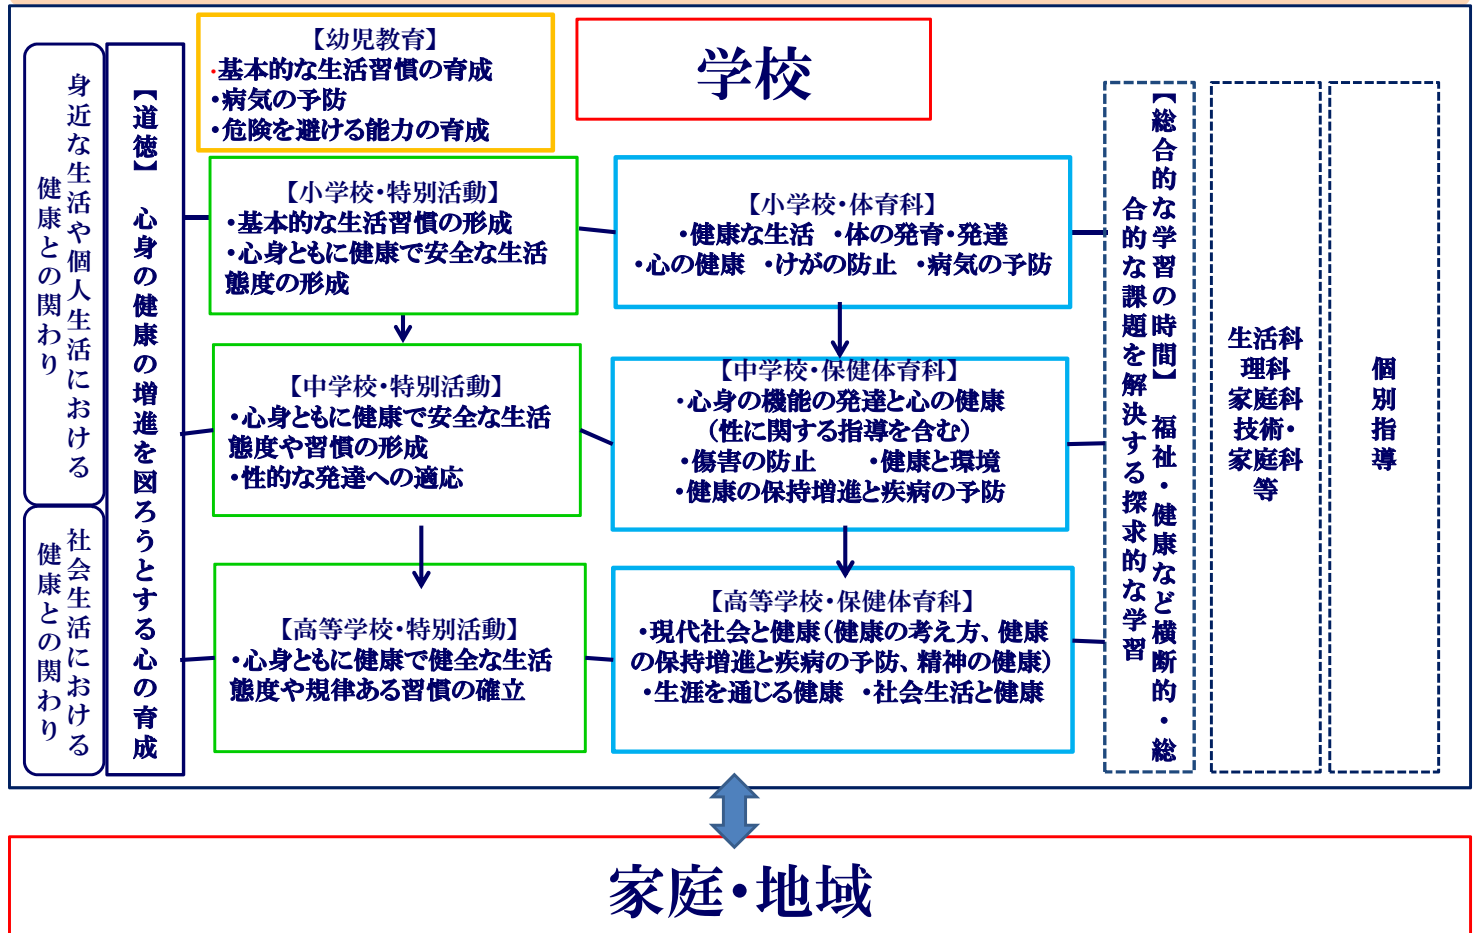 学校
身近な生活や個人生活における
健康との関わり
社会生活における
健康との関わり
【道徳】　心身の健康の増進を図ろうとする心の育成
【幼児教育】
・基本的な生活習慣の育成
・病気の予防
・危険を避ける能力の育成
【小学校・特別活動】
・基本的な生活習慣の形成
・心身ともに健康で安全な生活
態度の形成
【小学校・体育科】
・健康な生活　・体の発育・発達
・心の健康　・けがの防止　・病気の予防
【中学校・特別活動】
・心身ともに健康で安全な生活
態度や習慣の形成
・性的な発達への適応
【中学校・保健体育科】
・心身の機能の発達と心の健康
（性に関する指導を含む）
・傷害の防止　　・健康と環境
・健康の保持増進と疾病の予防
【高等学校・特別活動】
・心身ともに健康で健全な生活
態度や規律ある習慣の確立
【高等学校・保健体育科】
・現代社会と健康（健康の考え方、健康
の保持増進と疾病の予防、精神の健康）
・生涯を通じる健康　・社会生活と健康
【総合的な学習の時間】　福祉・健康など横断的・総
合的な課題を解決する探求的な学習
生活科
理科
家庭科
技術・
家庭科
等
個別指導
家庭・地域